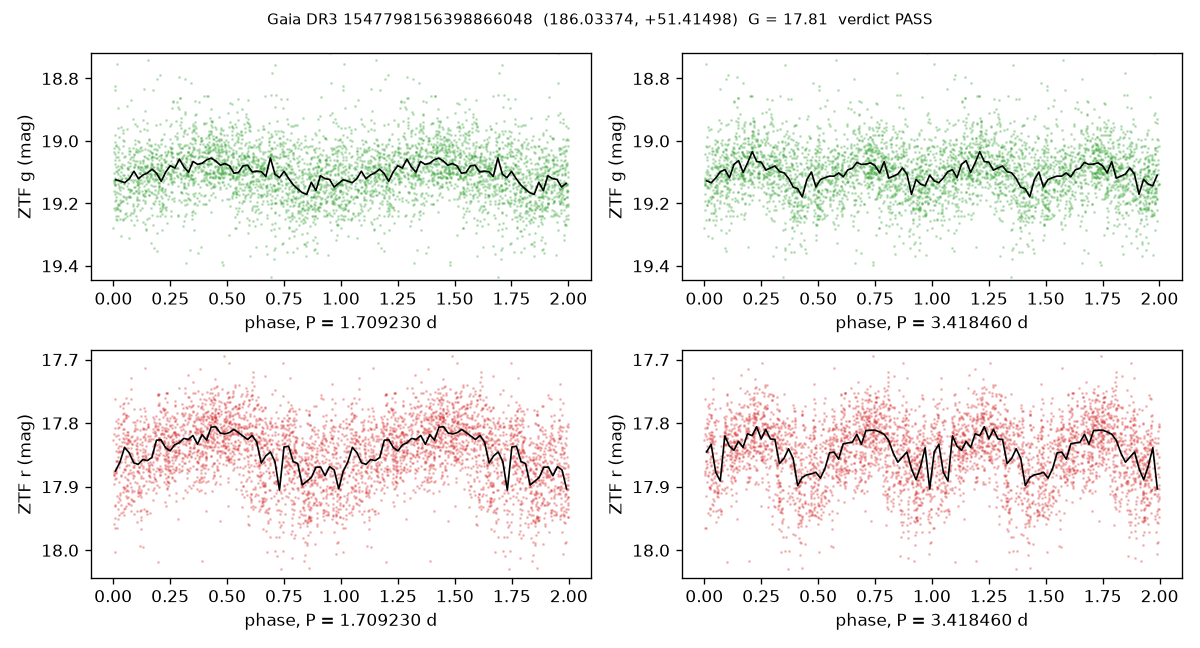 Gaia DR3 1547798156398866048 (186.03374, +51.41498) G = 17.81 verdict PASS
ZTF g (mag)
18.8
19.0
19.2
19.4
0.00 0.25 0.50 0.75 1.00 1.25 1.50 1.75 2.00
phase, P = 1.709230 d
ZTF g (mag)
18.8
19.0
19.2
19.4
0.00 0.25 0.50 0.75 1.00 1.25 1.50 1.75 2.00
phase, P = 3.418460 d
ZTF r (mag)
17.7
17.8
17.9
18.0
0.00 0.25 0.50 0.75 1.00 1.25 1.50 1.75 2.00
phase, P = 1.709230 d
ZTF r (mag)
17.7
17.8
17.9
18.0
0.00 0.25 0.50 0.75 1.00 1.25 1.50 1.75 2.00
phase, P = 3.418460 d